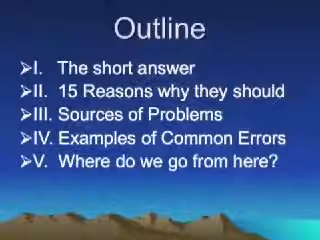 Outline
➢I. The short answer
➢II. 15 Reasons why they should
➢III. Sources of Problems
➢IV. Examples of Common Errors
➢V. Where do we go from here?